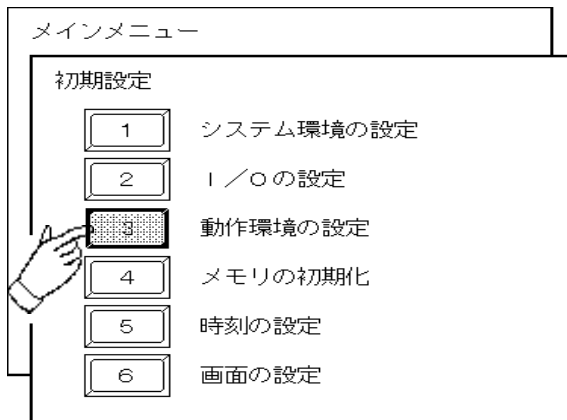 メインメニュー
初期設定
1 システム環境の設定
2 I/Oの設定
3 動作環境の設定
4 メモリの初期化
5 時刻の設定
6 画面の設定